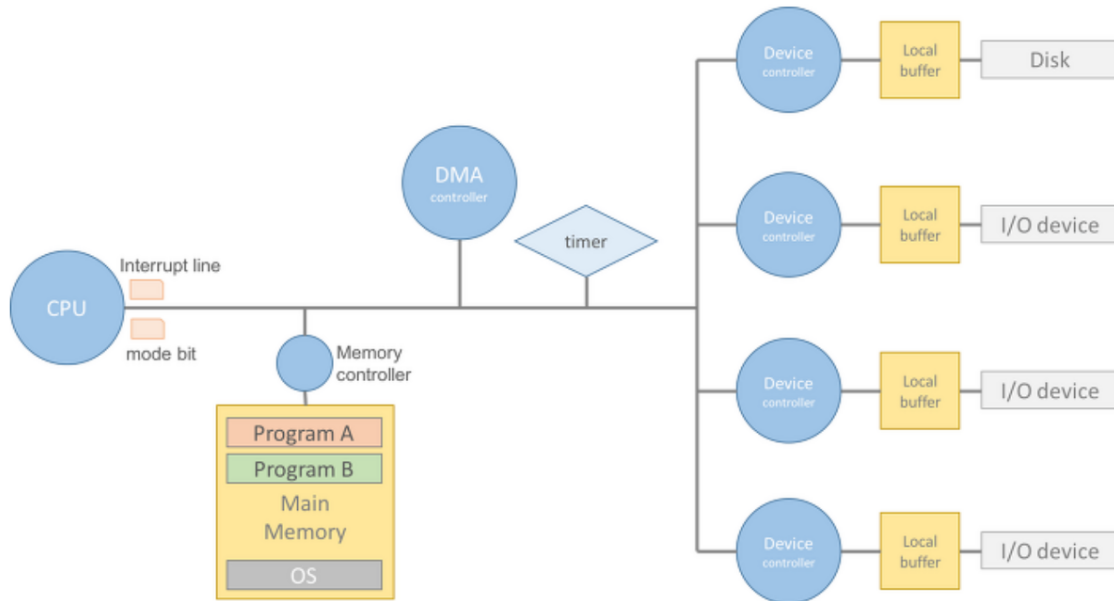 Device
controller
Local
buffer
Disk
DMA
controller
Device
controller
Local
buffer
I/O device
timer
Interrupt line
CPU
mode bit
Memory
controller
Device
controller
Local
buffer
I/O device
Program A
Program B
Main
Memory
OS
Device
controller
Local
buffer
I/O device